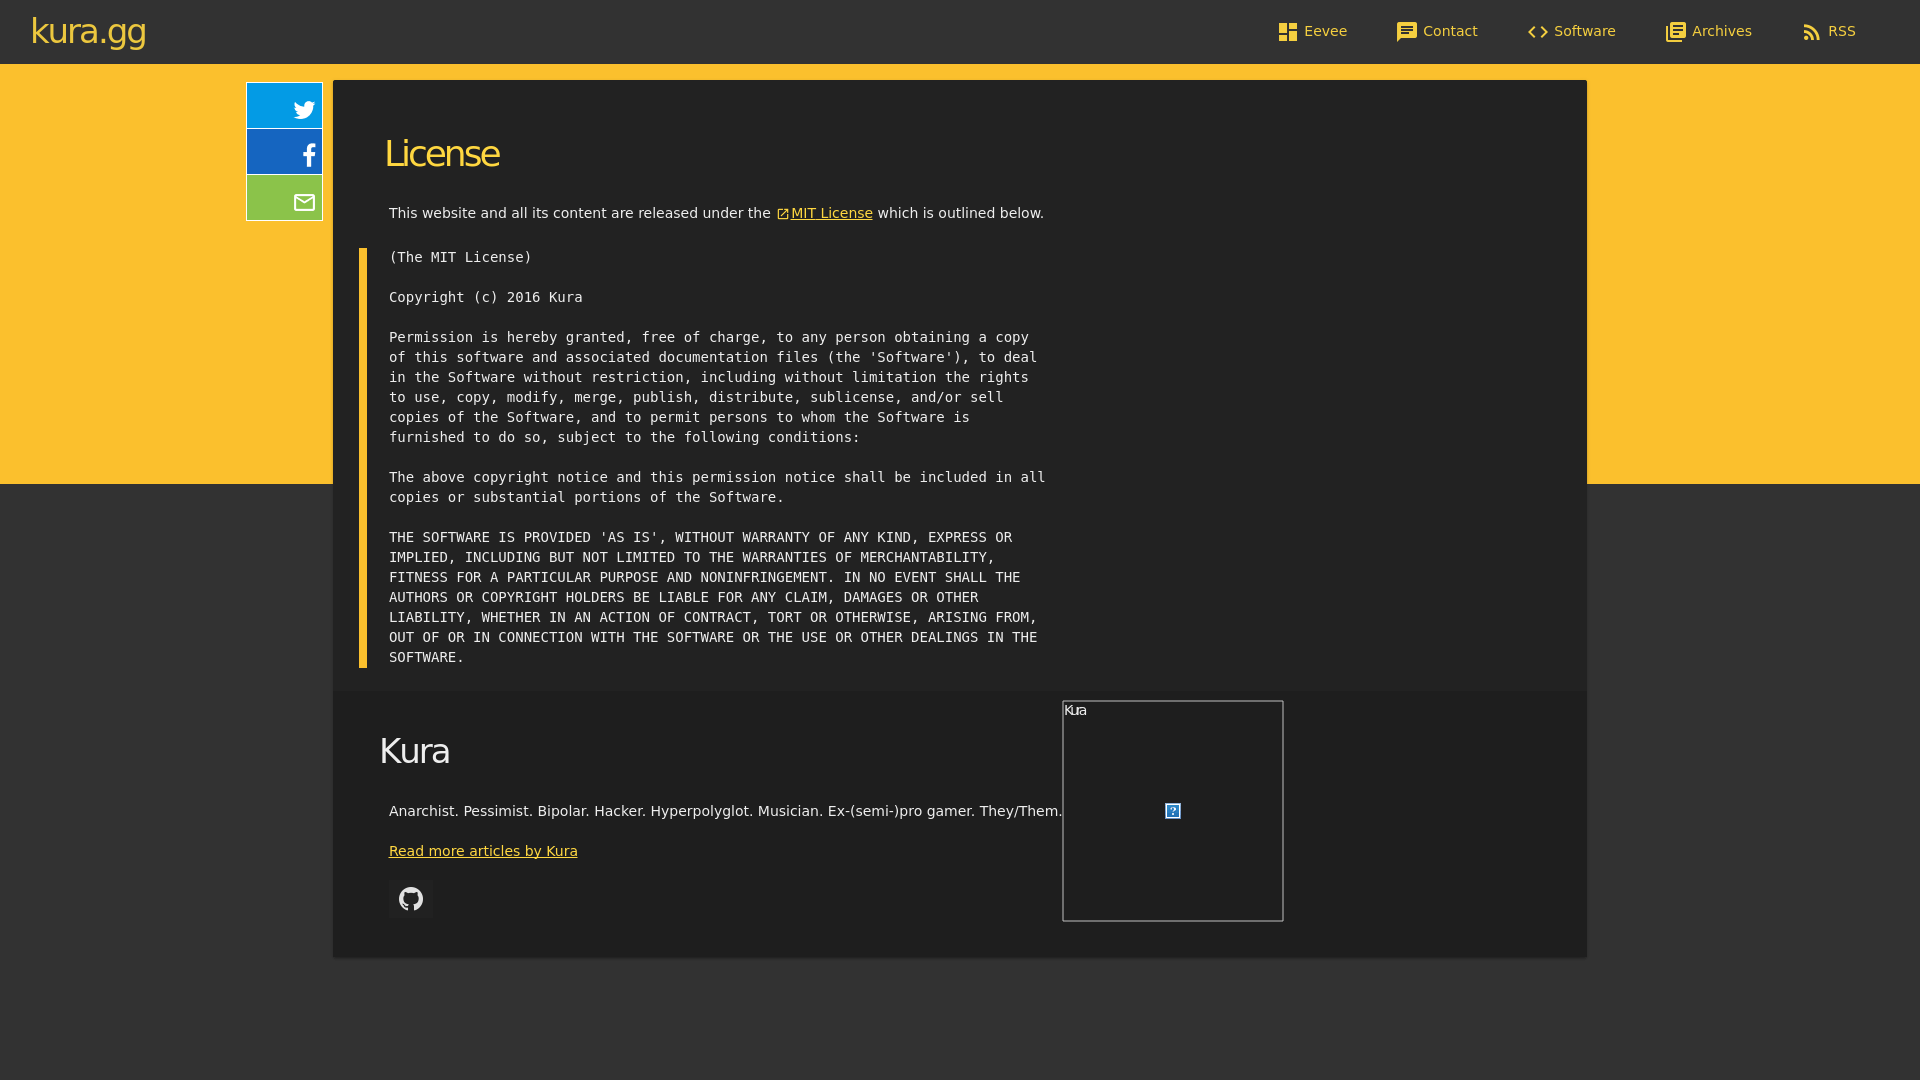 kura.gg
Eevee
Contact
Software
Archives
RSS
License
This website and all its content are released under the MIT License which is outlined below.
(The MIT License)
Copyright (c) 2016 Kura
Permission is hereby granted, free of charge, to any person obtaining a copy
of this software and associated documentation files (the 'Software'), to deal
in the Software without restriction, including without limitation the rights
to use, copy, modify, merge, publish, distribute, sublicense, and/or sell
copies of the Software, and to permit persons to whom the Software is
furnished to do so, subject to the following conditions:
The above copyright notice and this permission notice shall be included in all
copies or substantial portions of the Software.
THE SOFTWARE IS PROVIDED 'AS IS', WITHOUT WARRANTY OF ANY KIND, EXPRESS OR
IMPLIED, INCLUDING BUT NOT LIMITED TO THE WARRANTIES OF MERCHANTABILITY,
FITNESS FOR A PARTICULAR PURPOSE AND NONINFRINGEMENT. IN NO EVENT SHALL THE
AUTHORS OR COPYRIGHT HOLDERS BE LIABLE FOR ANY CLAIM, DAMAGES OR OTHER
LIABILITY, WHETHER IN AN ACTION OF CONTRACT, TORT OR OTHERWISE, ARISING FROM,
OUT OF OR IN CONNECTION WITH THE SOFTWARE OR THE USE OR OTHER DEALINGS IN THE
SOFTWARE.
Kura
Kura
Anarchist. Pessimist. Bipolar. Hacker. Hyperpolyglot. Musician. Ex-(semi-)pro gamer. They/Them.
Read more articles by Kura